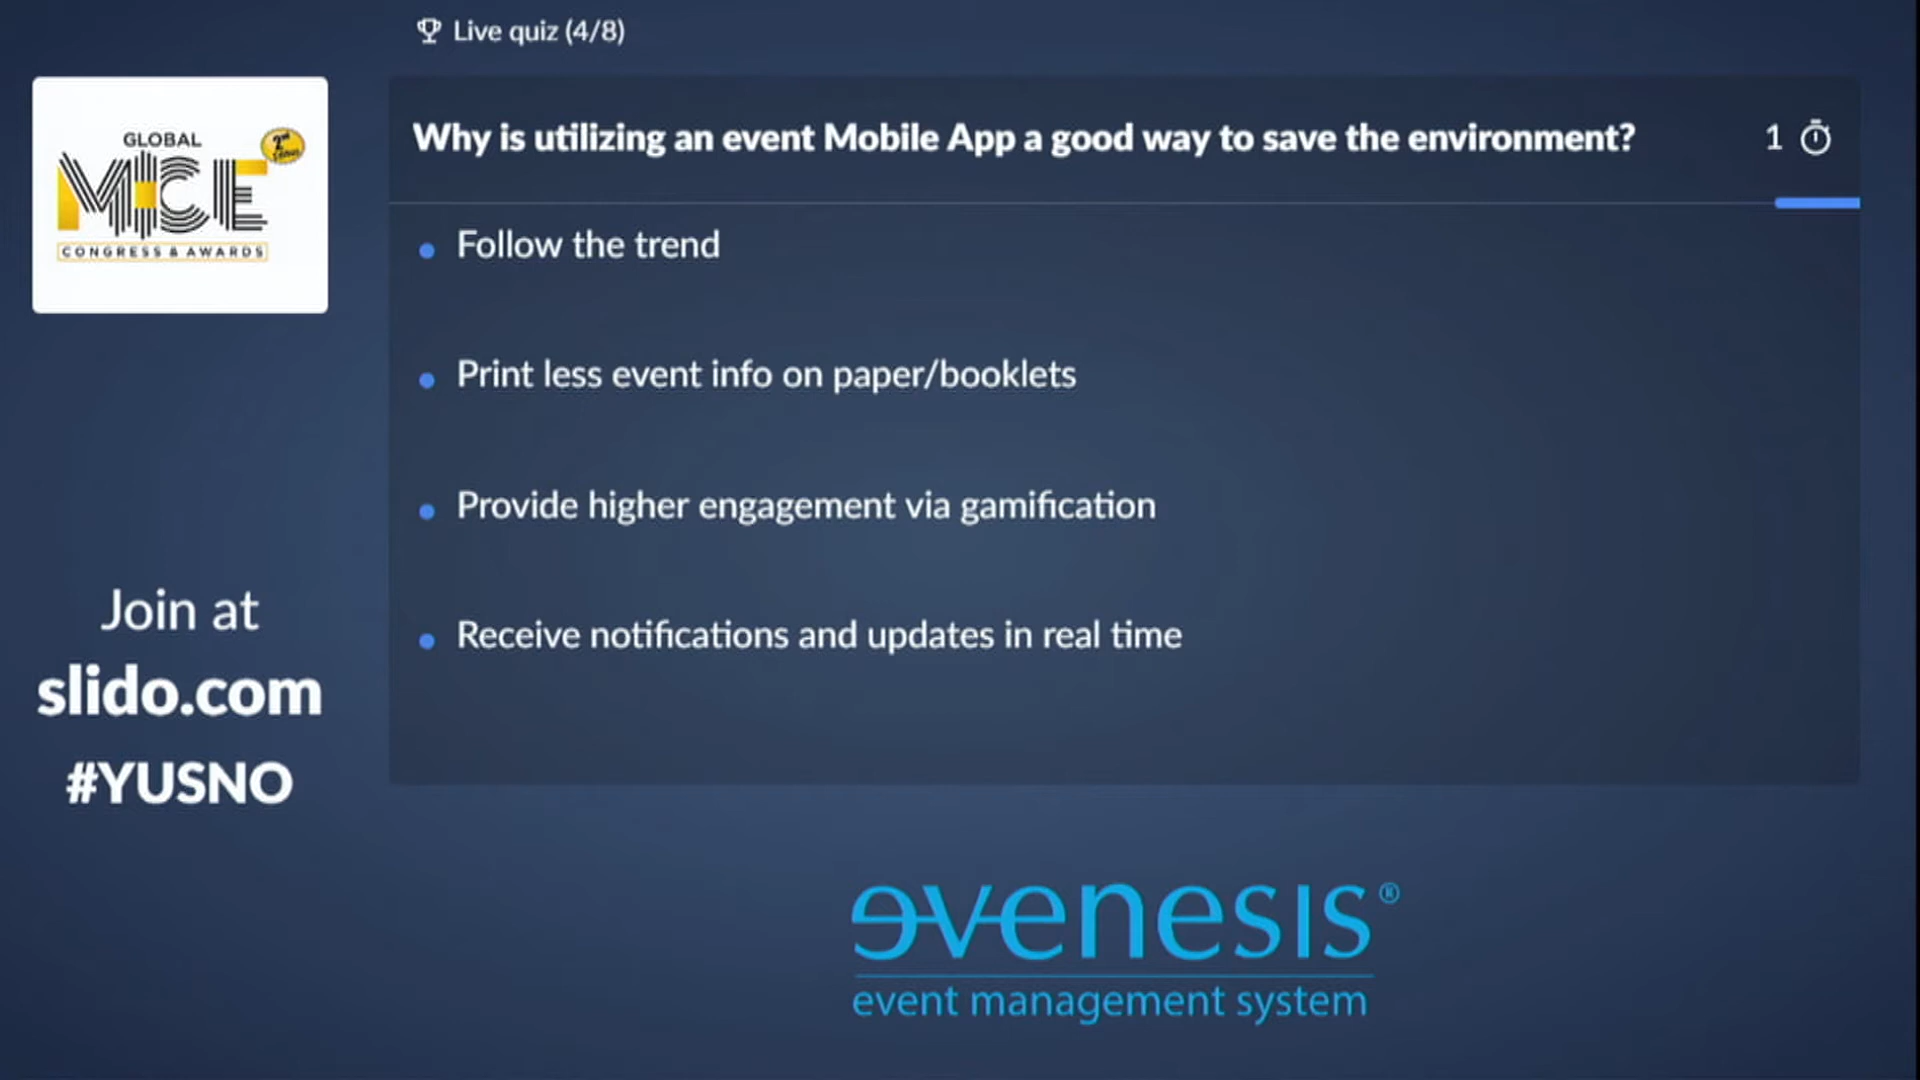 Live quiz (4/8)
GLOBAL
2nd
MICE
CONGRESS & AWARDS
Why is utilizing an event Mobile App a good way to save the environment?
1
Follow the trend
Print less event info on paper/booklets
Provide higher engagement via gamification
Receive notifications and updates in real time
Join at
slido.com
#YUSNO
evenesis®
event management system